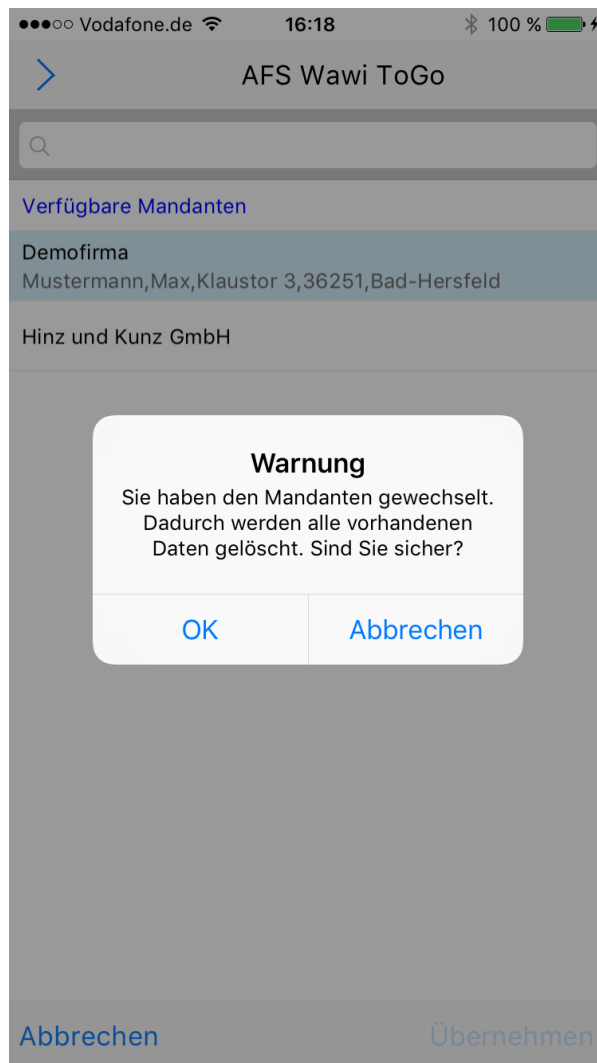 Vodafone.de 16:18 100 %
AFS Wawi ToGo
Verfügbare Mandanten
Demofirma
Mustermann,Max,Klaustor 3,36251,Bad-Hersfeld
Hinz und Kunz GmbH
Warnung
Sie haben den Mandanten gewechselt.
Dadurch werden alle vorhandenen
Daten gelöscht. Sind Sie sicher?
OK Abbrechen
Abbrechen Übernehmen